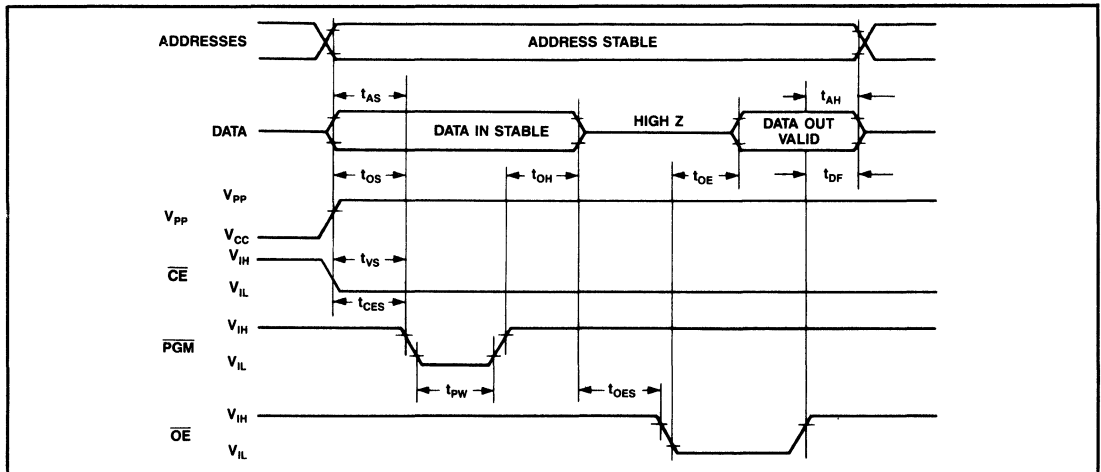 ADDRESSES
ADDRESS STABLE
tAS
tAH
DATA
DATA IN STABLE
HIGH Z
DATA OUT
VALID
tOS
tOH
tOE
tDF
VPP
VPP
VCC
tVS
CE
VIH
VIL
tCES
PGM
VIH
VIL
tPW
tOES
OE
VIH
VIL